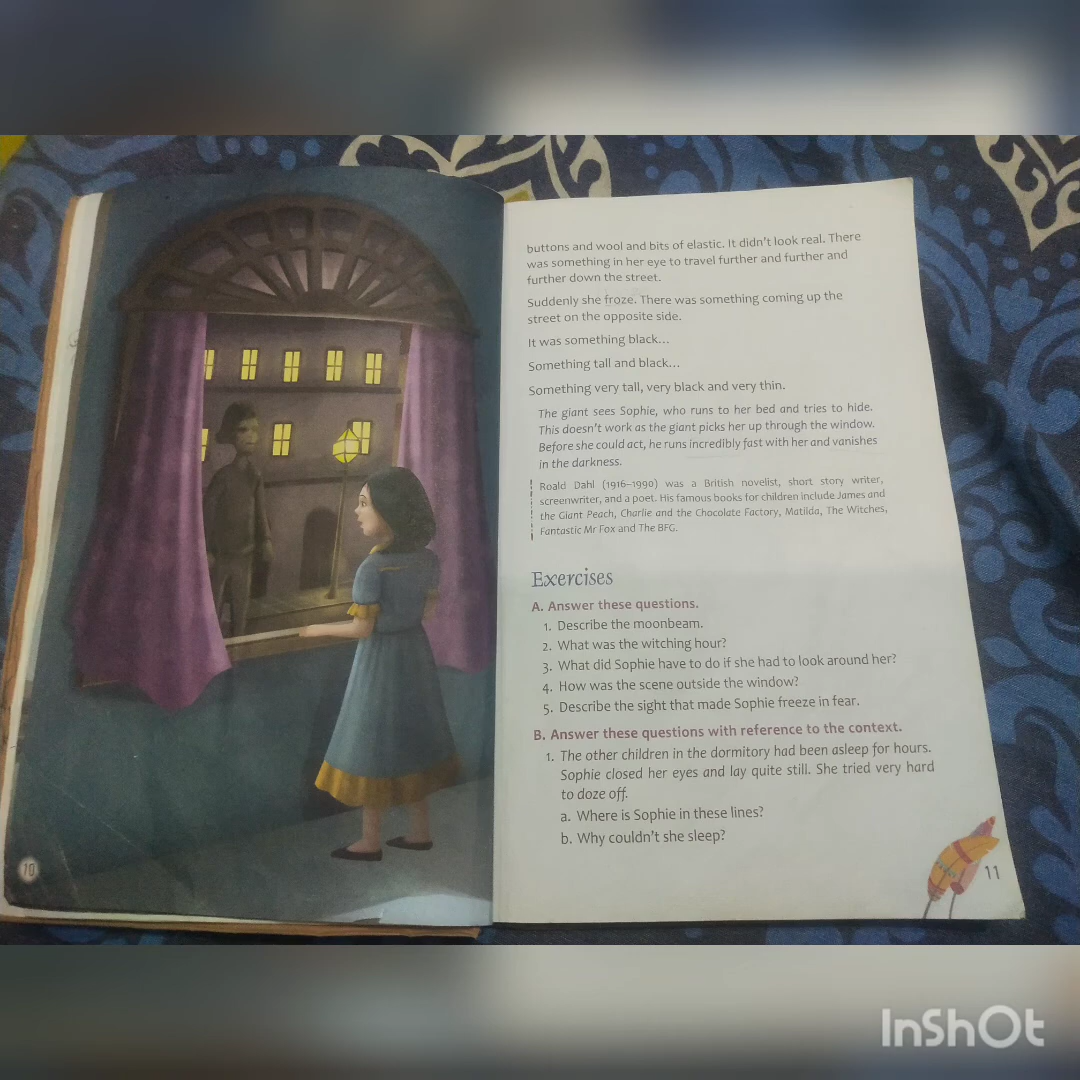 buttons and wool and bits of elastic. It didn't look real. There
was something in her eye to travel further and further and
further down the street.
Suddenly she froze. There was something coming up the
street on the opposite side.
It was something black...
Something tall and black...
Something very tall, very black and very thin.
The giant sees Sophie, who runs to her bed and tries to hide.
This doesn't work as the giant picks her up through the window.
Before she could act, he runs incredibly fast with her and vanishes
in the darkness.
Roald Dahl (1916–1990) was a British novelist, short story writer,
screenwriter, and a poet. His famous books for children include James and
the Giant Peach, Charlie and the Chocolate Factory, Matilda, The Witches,
Fantastic Mr Fox and The BFG.
Exercises
A. Answer these questions.
1. Describe the moonbeam.
2. What was the witching hour?
3. What did Sophie have to do if she had to look around her?
4. How was the scene outside the window?
5. Describe the sight that made Sophie freeze in fear.
B. Answer these questions with reference to the context.
1. The other children in the dormitory had been asleep for hours.
Sophie closed her eyes and lay quite still. She tried very hard
to doze off.
a. Where is Sophie in these lines?
b. Why couldn't she sleep?
10
11
InShOt